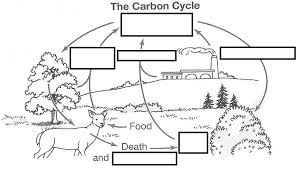 The Carbon Cycle
Food
Death
and